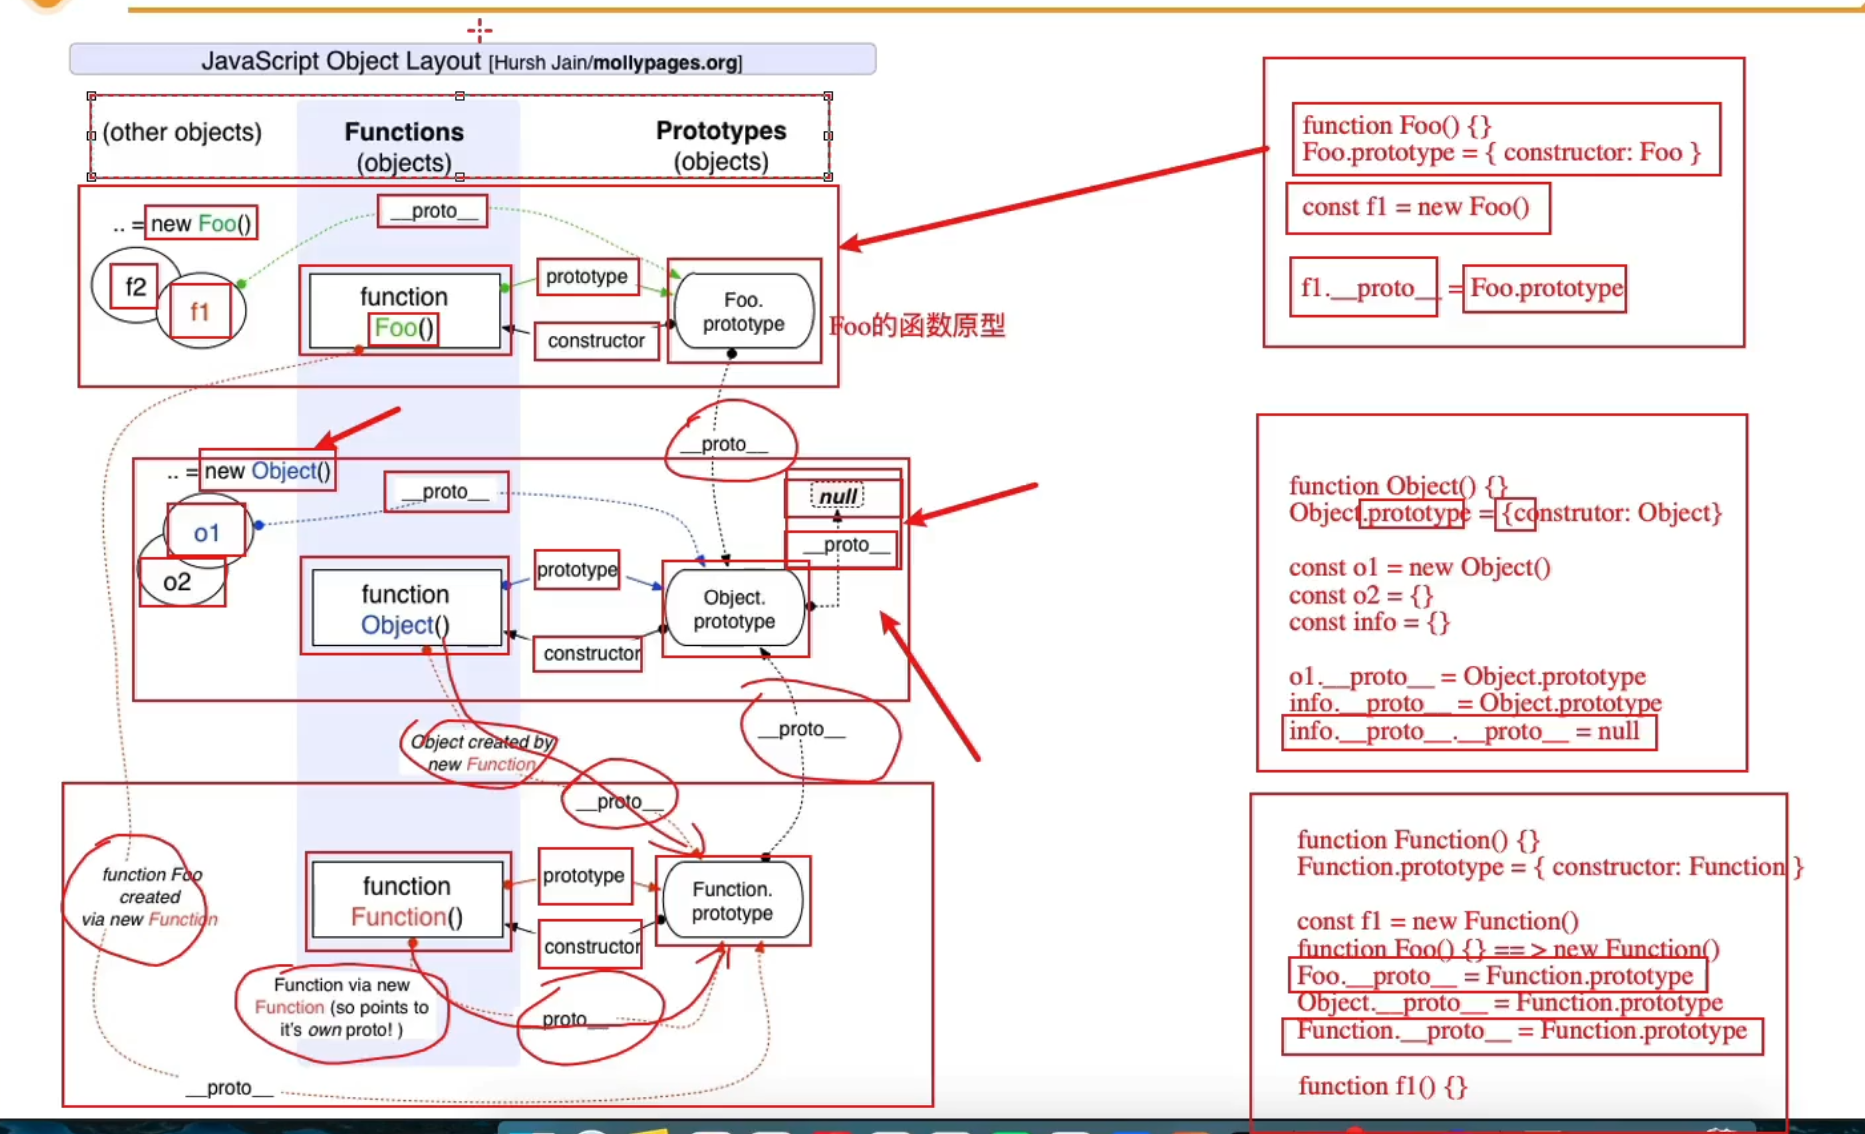 JavaScript Object Layout [Hursh Jain/mollypages.org]
(other objects)
Functions
(objects)
Prototypes
(objects)
.. = new Foo()
__proto__
f2
f1
function
Foo()
prototype
constructor
Foo.
prototype
Foo的函数原型
__proto__
.. = new Object()
__proto__
null
__proto__
o1
o2
function
Object()
prototype
constructor
Object.
prototype
Object created by
new Function
__proto__
__proto__
function Foo
created
via new Function
function
Function()
prototype
constructor
Function.
prototype
Function via new
Function (so points to
it's own proto! )
proto__
__proto__
function Foo() {}
Foo.prototype = { constructor: Foo }
const f1 = new Foo()
f1.__proto__ = Foo.prototype
function Object() {}
Object.prototype = {construtor: Object}
const o1 = new Object()
const o2 = {}
const info = {}
o1.__proto__ = Object.prototype
info.__proto__ = Object.prototype
info.__proto__.__proto__ = null
function Function() {}
Function.prototype = { constructor: Function }
const f1 = new Function()
function Foo() {} == > new Function()
Foo.__proto__ = Function.prototype
Object.__proto__ = Function.prototype
Function.__proto__ = Function.prototype
function f1() {}